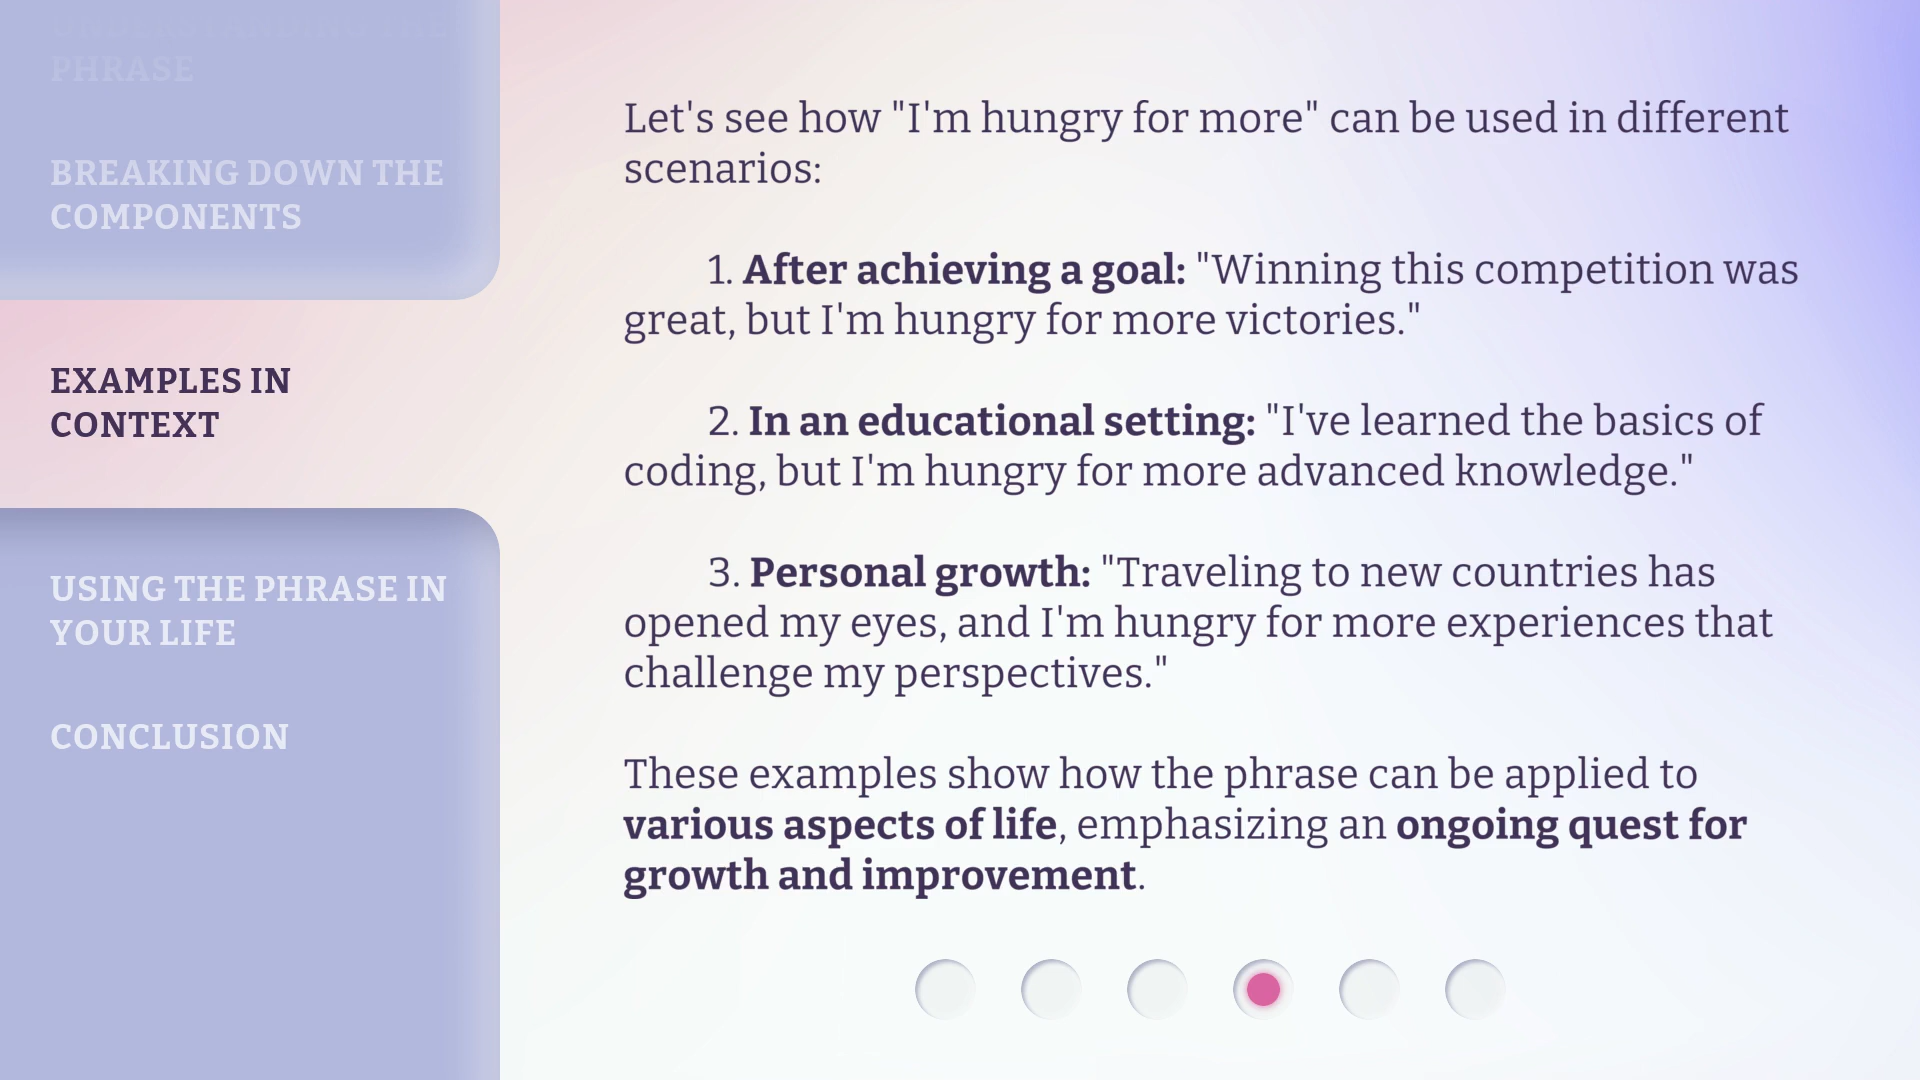 UNDERSTANDING THE
PHRASE
BREAKING DOWN THE
COMPONENTS
EXAMPLES IN
CONTEXT
USING THE PHRASE IN
YOUR LIFE
CONCLUSION
Let's see how "I'm hungry for more" can be used in different
scenarios:
1. After achieving a goal: "Winning this competition was
great, but I'm hungry for more victories."
2. In an educational setting: "I've learned the basics of
coding, but I'm hungry for more advanced knowledge."
3. Personal growth: "Traveling to new countries has
opened my eyes, and I'm hungry for more experiences that
challenge my perspectives."
These examples show how the phrase can be applied to
various aspects of life, emphasizing an ongoing quest for
growth and improvement.